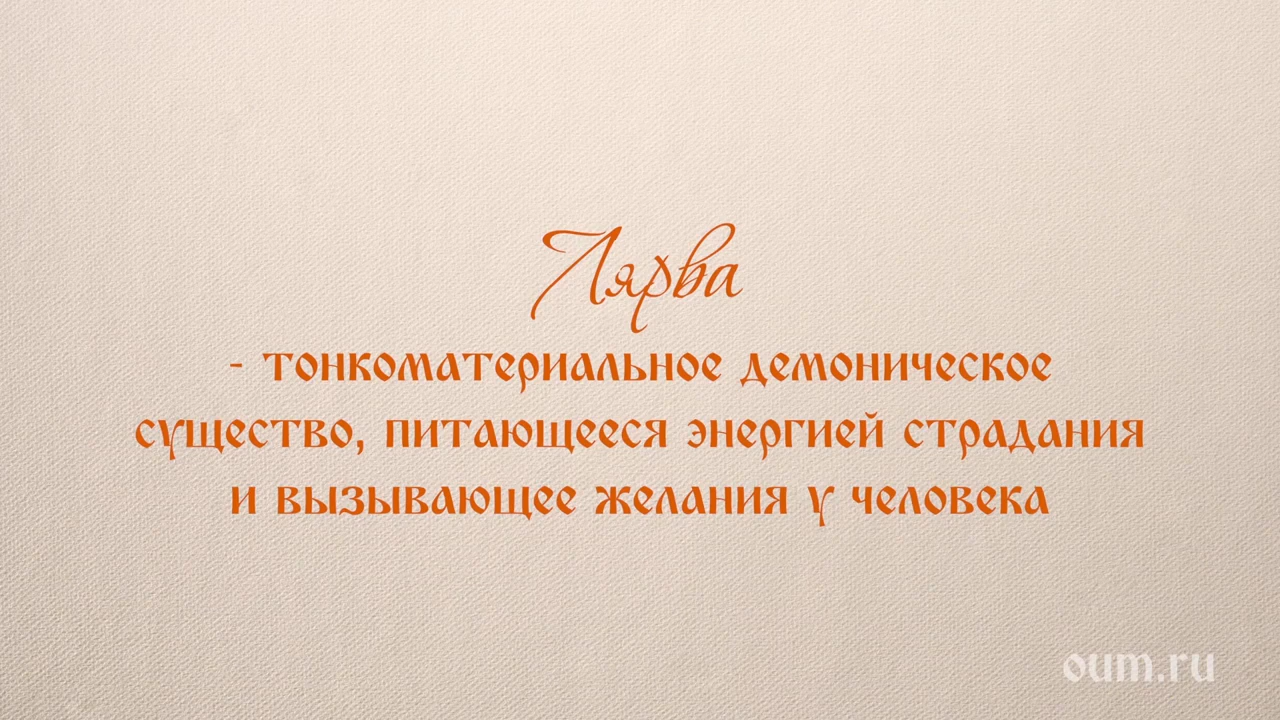 Лярва
- тонкоматериальное демоническое
существо, питающееся энергией страдания
и вызывающее желания у человека
oum.ru